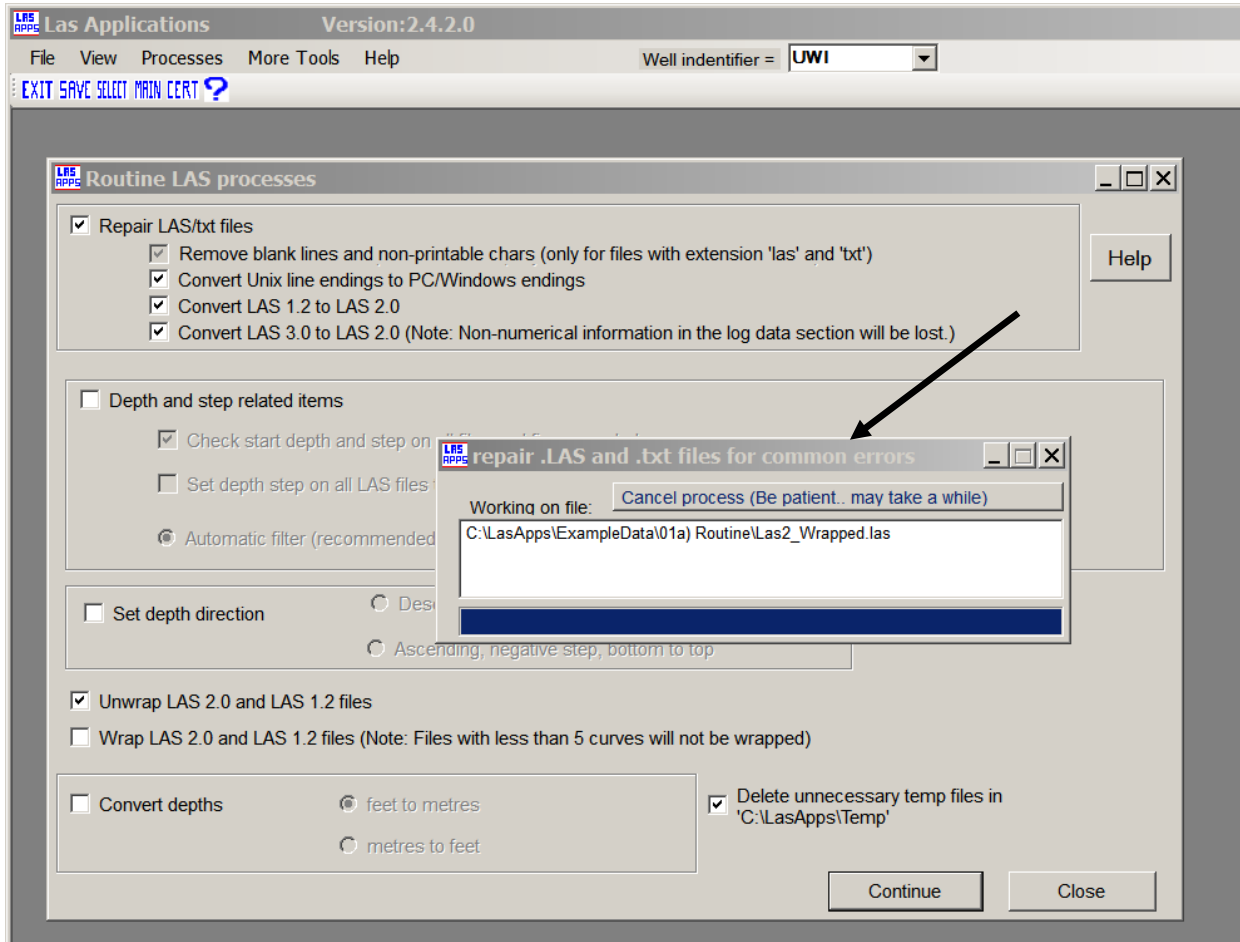 LAS APPS Las Applications Version:2.4.2.0
File View Processes More Tools Help Well indentifier = UWI
EXIT SAVE SELECT MAIN CERT ?
LAS APPS Routine LAS processes
Repair LAS/txt files
Remove blank lines and non-printable chars (only for files with extension 'las' and 'txt')
Help
Convert Unix line endings to PC/Windows endings
Convert LAS 1.2 to LAS 2.0
Convert LAS 3.0 to LAS 2.0 (Note: Non-numerical information in the log data section will be lost.)
Depth and step related items
Check start depth and step on
LAS APPS repair .LAS and .txt files for common errors
Set depth step on all LAS files
Cancel process (Be patient.. may take a while)
Working on file:
C:\LasApps\ExampleData\01a) Routine\Las2_Wrapped.las
Automatic filter (recommended
Set depth direction
Ascending, negative step, bottom to top
Unwrap LAS 2.0 and LAS 1.2 files
Wrap LAS 2.0 and LAS 1.2 files (Note: Files with less than 5 curves will not be wrapped)
Convert depths
feet to metres
metres to feet
Delete unnecessary temp files in
'C:\LasApps\Temp'
Continue
Close